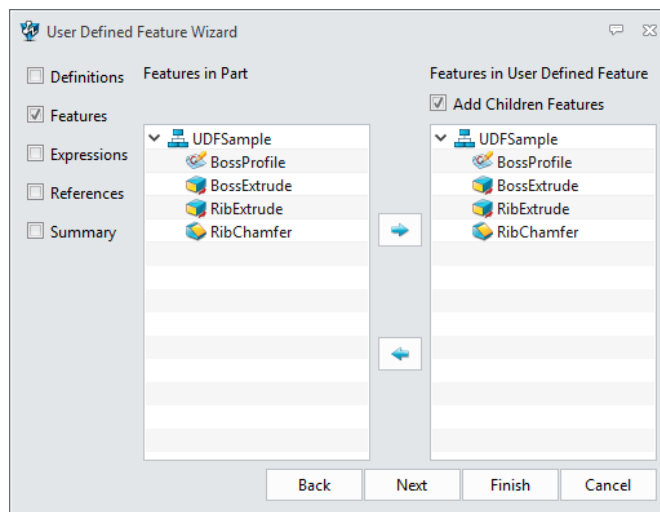 User Defined Feature Wizard
Definitions
Features
Expressions
References
Summary
Features in Part
UDFSample
BossProfile
BossExtrude
RibExtrude
RibChamfer
Features in User Defined Feature
Add Children Features
UDFSample
BossProfile
BossExtrude
RibExtrude
RibChamfer
Back Next Finish Cancel